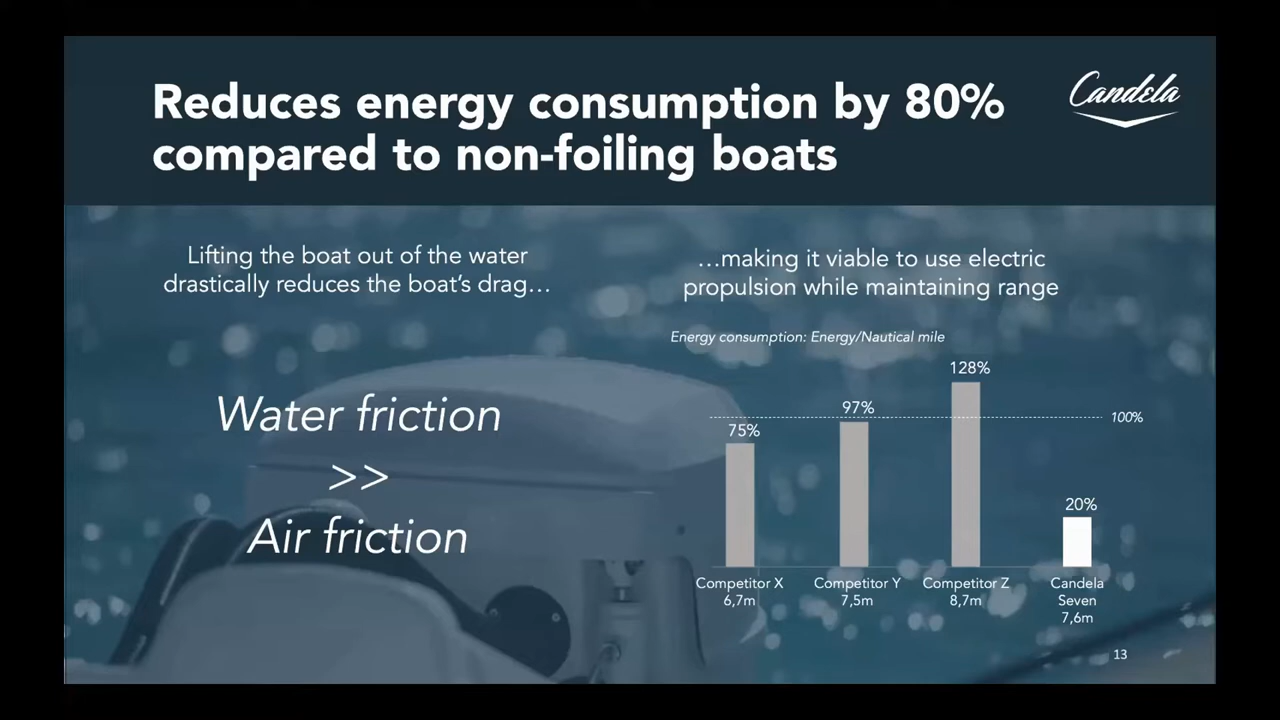 Reduces energy consumption by 80%
compared to non-foiling boats
Candela
Lifting the boat out of the water
drastically reduces the boat's drag…
Water friction
>>
Air friction
…making it viable to use electric
propulsion while maintaining range
Energy consumption: Energy/Nautical mile
128%
97%
100%
75%
20%
Competitor X
6,7m
Competitor Y
7,5m
Competitor Z
8,7m
Candela
Seven
7,6m
13